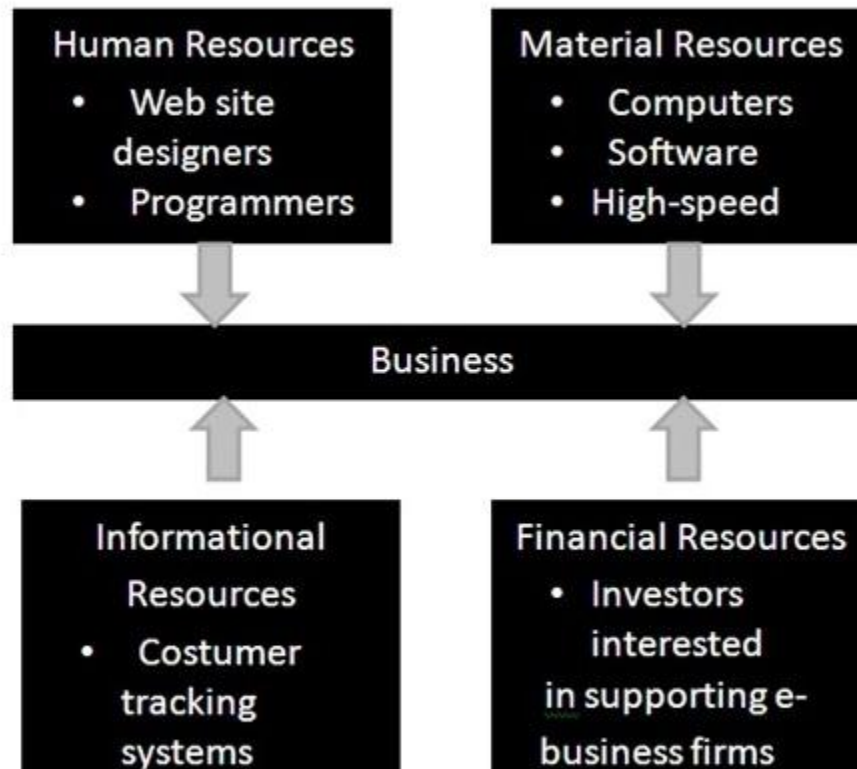 Human Resources
• Web site
designers
• Programmers
Material Resources
• Computers
• Software
• High-speed
Business
Informational
Resources
• Costumer
tracking
systems
Financial Resources
• Investors
interested
in supporting e-
business firms